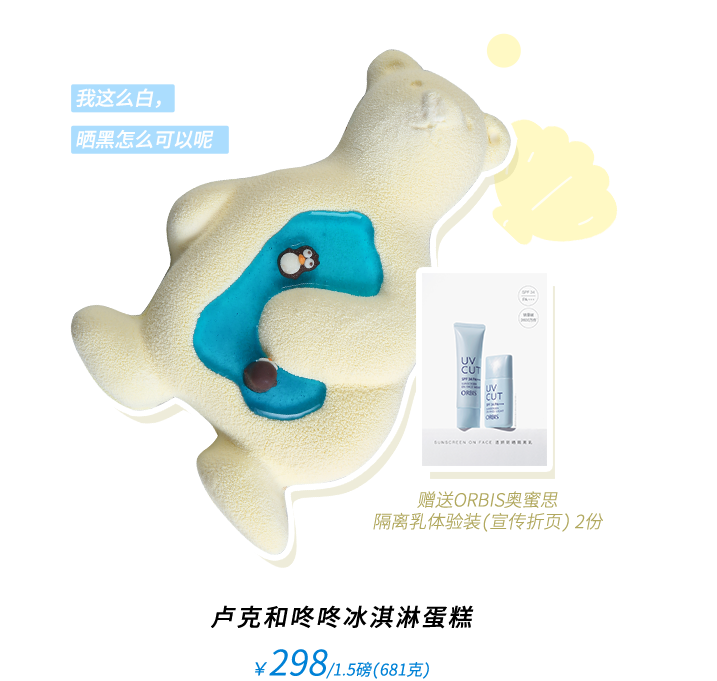 我这么白，
晒黑怎么可以呢
UV
CUT
ORBIS
UV
CUT
ORBIS
SUNSCREEN ON FACE
赠送ORBIS奥蜜思
隔离乳体验装(宣传折页) 2份
卢克和咚咚冰淇淋蛋糕
￥298/1.5磅(681克)